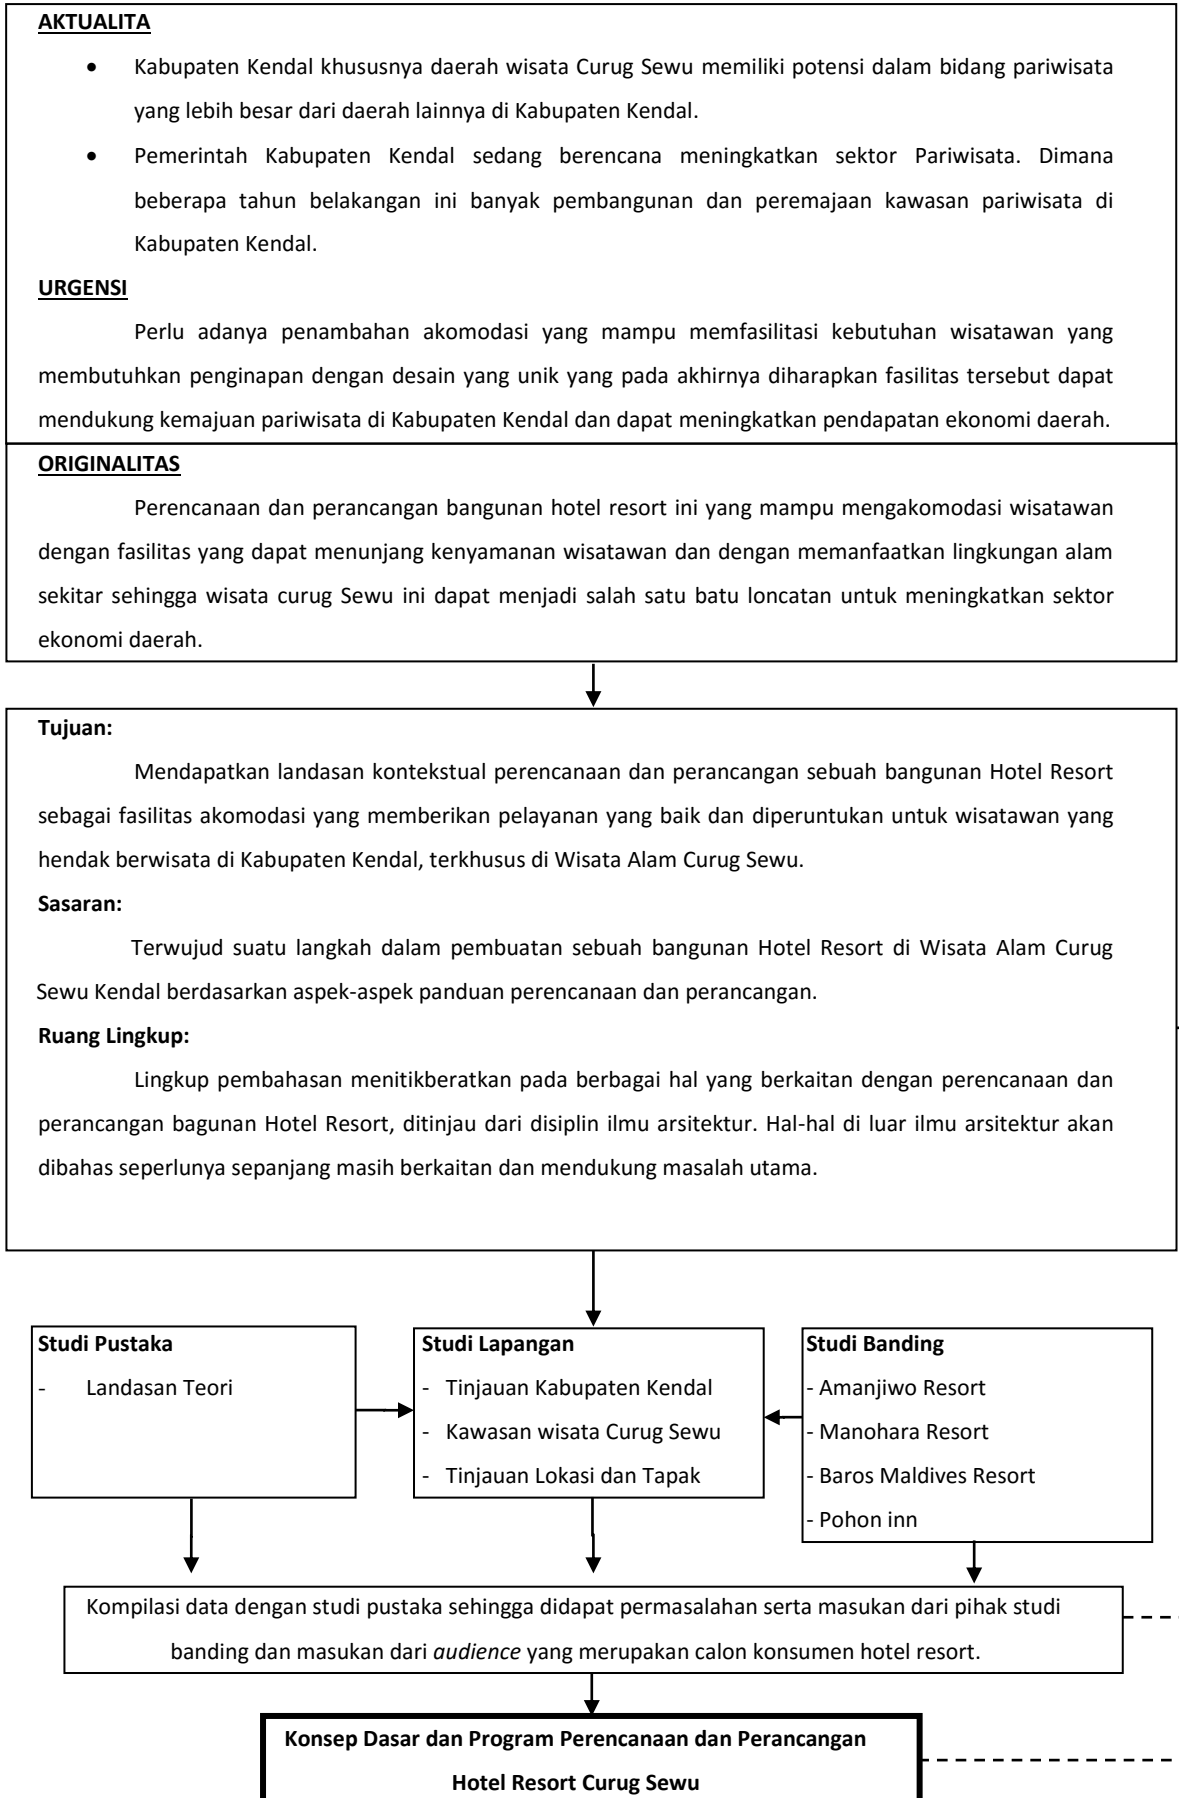 AKTUALITA
• Kabupaten Kendal khususnya daerah wisata Curug Sewu memiliki potensi dalam bidang pariwisata
yang lebih besar dari daerah lainnya di Kabupaten Kendal.
• Pemerintah Kabupaten Kendal sedang berencana meningkatkan sektor Pariwisata. Dimana
beberapa tahun belakangan ini banyak pembangunan dan peremajaan kawasan pariwisata di
Kabupaten Kendal.
URGENSI
Perlu adanya penambahan akomodasi yang mampu memfasilitasi kebutuhan wisatawan yang
membutuhkan penginapan dengan desain yang unik yang pada akhirnya diharapkan fasilitas tersebut dapat
mendukung kemajuan pariwisata di Kabupaten Kendal dan dapat meningkatkan pendapatan ekonomi daerah.
ORIGINALITAS
Perencanaan dan perancangan bangunan hotel resort ini yang mampu mengakomodasi wisatawan
dengan fasilitas yang dapat menunjang kenyamanan wisatawan dan dengan memanfaatkan lingkungan alam
sekitar sehingga wisata curug Sewu ini dapat menjadi salah satu batu loncatan untuk meningkatkan sektor
ekonomi daerah.
Tujuan:
Mendapatkan landasan kontekstual perencanaan dan perancangan sebuah bangunan Hotel Resort
sebagai fasilitas akomodasi yang memberikan pelayanan yang baik dan diperuntukan untuk wisatawan yang
hendak berwisata di Kabupaten Kendal, terkhusus di Wisata Alam Curug Sewu.
Sasaran:
Terwujud suatu langkah dalam pembuatan sebuah bangunan Hotel Resort di Wisata Alam Curug
Sewu Kendal berdasarkan aspek-aspek panduan perencanaan dan perancangan.
Ruang Lingkup:
Lingkup pembahasan menitikberatkan pada berbagai hal yang berkaitan dengan perencanaan dan
perancangan bagunan Hotel Resort, ditinjau dari disiplin ilmu arsitektur. Hal-hal di luar ilmu arsitektur akan
dibahas seperlunya sepanjang masih berkaitan dan mendukung masalah utama.
Studi Pustaka
- Landasan Teori
Studi Lapangan
- Tinjauan Kabupaten Kendal
- Kawasan wisata Curug Sewu
- Tinjauan Lokasi dan Tapak
Studi Banding
- Amanjiwo Resort
- Manohara Resort
- Baros Maldives Resort
- Pohon inn
Kompilasi data dengan studi pustaka sehingga didapat permasalahan serta masukan dari pihak studi
banding dan masukan dari audience yang merupakan calon konsumen hotel resort.
Konsep Dasar dan Program Perencanaan dan Perancangan
Hotel Resort Curug Sewu